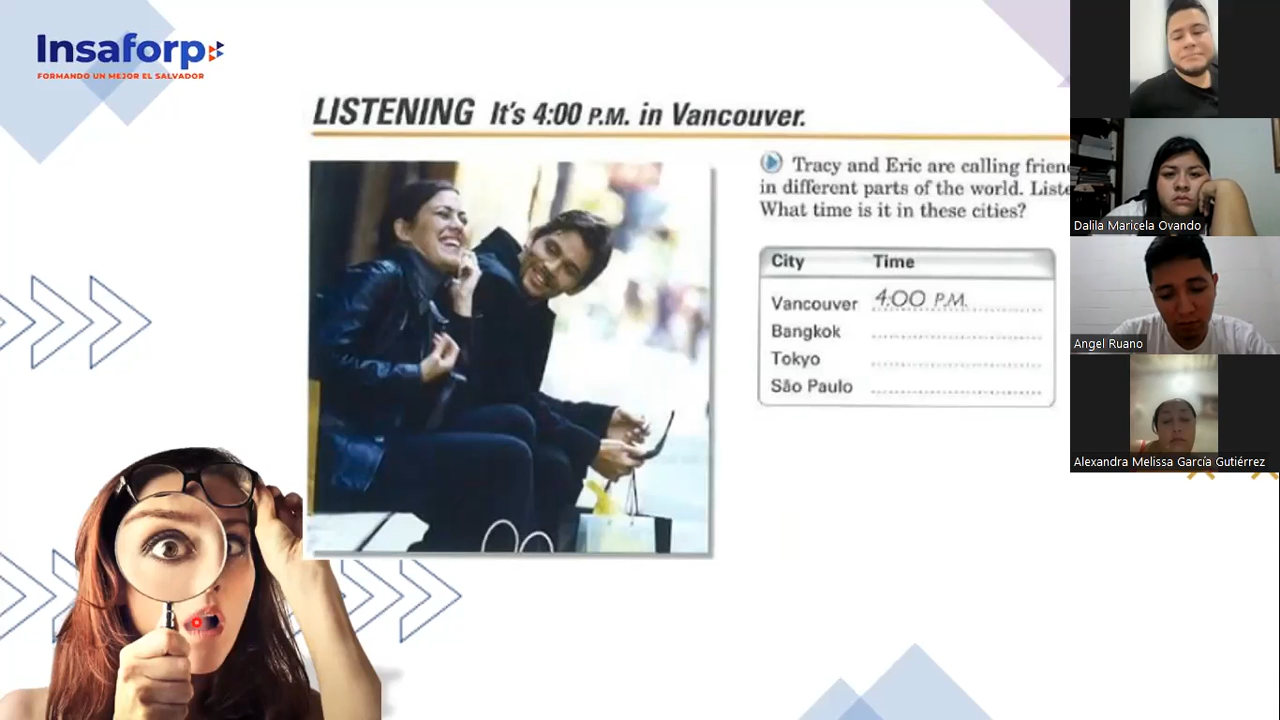 Insaforp
FORMANDO UN MEJOR EL SALVADOR
LISTENING It's 4:00 P.M. in Vancouver.
Tracy and Eric are calling
in different parts of the world.
What time is it in these cities?
City Time
Vancouver 4:00 P.M.
Bangkok
Tokyo
São Paulo
Dalila Maricela Ovando
Angel Ruano
Alexandra Melissa García Gutiérrez